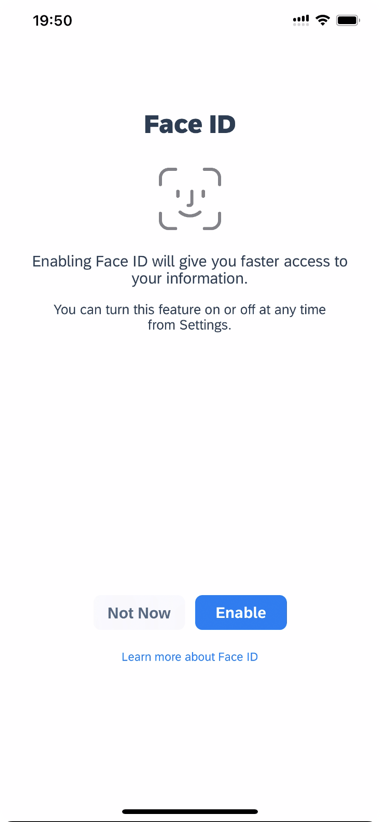 19:50
Face ID
Enabling Face ID will give you faster access to
your information.
You can turn this feature on or off at any time
from Settings.
Not Now
Enable
Learn more about Face ID